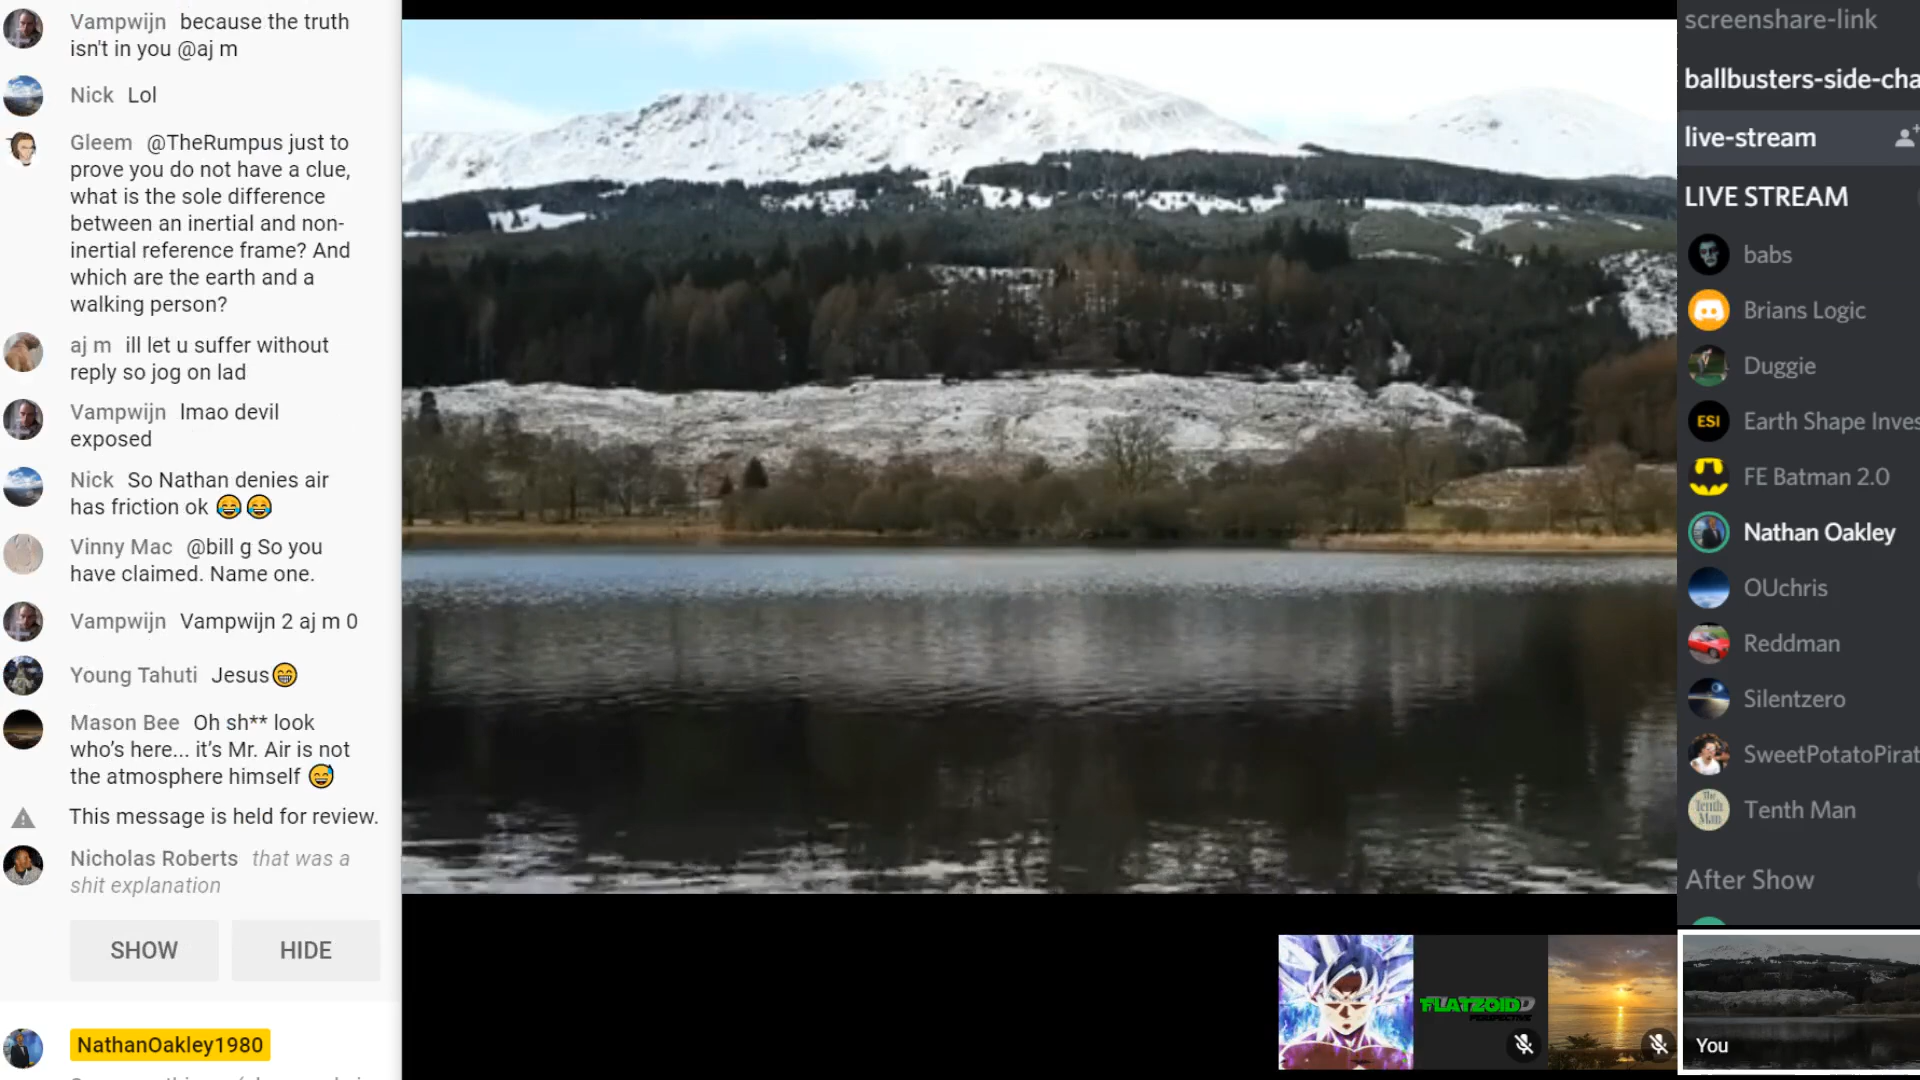 Vampwijn because the truth
isn't in you @aj m
Nick Lol
Gleem @TheRumpus just to
prove you do not have a clue,
what is the sole difference
between an inertial and non-
inertial reference frame? And
which are the earth and a
walking person?
aj m ill let u suffer without
reply so jog on lad
Vampwijn lmao devil
exposed
Nick So Nathan denies air
has friction ok 😂😂
Vinny Mac @bill g So you
have claimed. Name one.
Vampwijn Vampwijn 2 aj m 0
Young Tahuti Jesus😁
Mason Bee Oh sh** look
who's here... it's Mr. Air is not
the atmosphere himself 😅
This message is held for review.
Nicholas Roberts that was a
shit explanation
SHOW HIDE
NathanOakley1980
screenshare-link
ballbusters-side-cha
live-stream
LIVE STREAM
babs
Brians Logic
Duggie
ESI Earth Shape Inves
FE Batman 2.0
Nathan Oakley
OUchris
Reddman
Silentzero
SweetPotatoPirat
The Tenth Man Tenth Man
After Show
FLATZOID
PERSPECTIVE
You